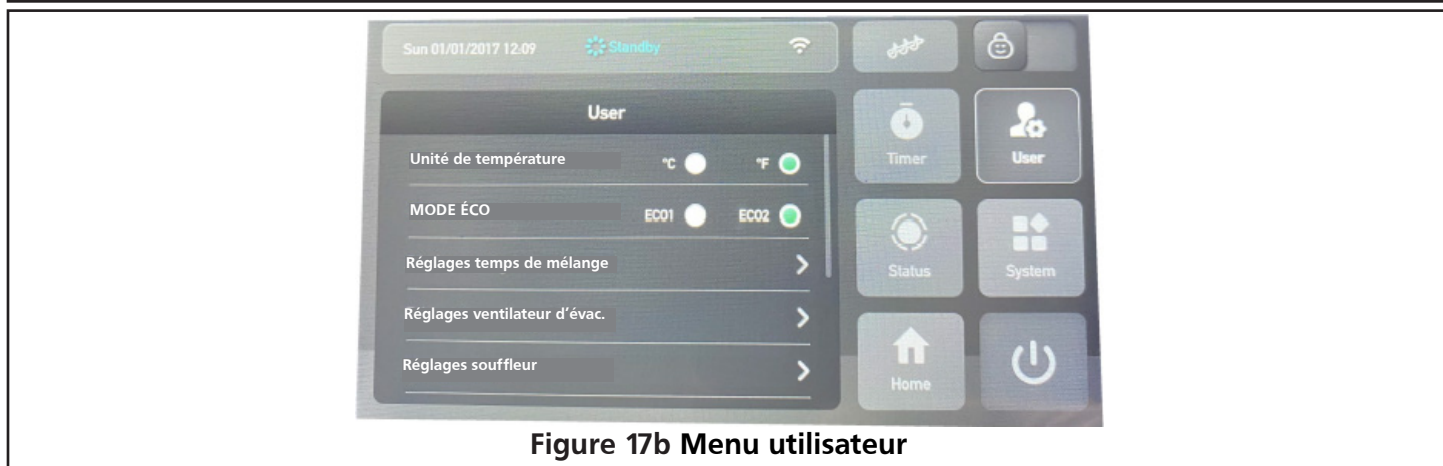 Sun 01/01/2017 12:09 Standby
User
Unité de température °C °F
MODE ÉCO ECO1 ECO2
Réglages temps de mélange
Réglages ventilateur d'évac.
Réglages souffleur
Timer User
Status System
Home
Figure 17b Menu utilisateur